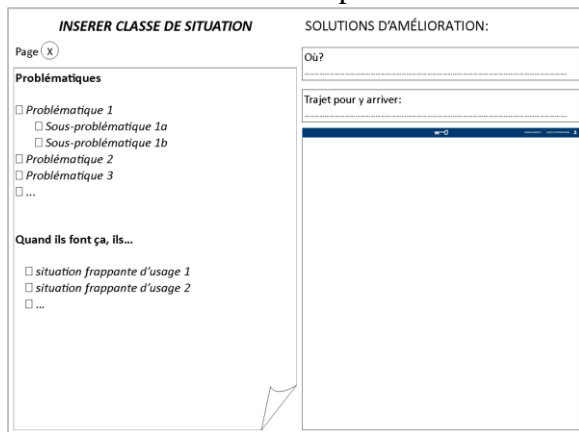 INSERER CLASSE DE SITUATION
Page X
Problématiques
Problématique 1
Sous-problématique 1a
Sous-problématique 1b
Problématique 2
Problématique 3
...
Quand ils font ça, ils...
situation frappante d'usage 1
situation frappante d'usage 2
...
SOLUTIONS D'AMÉLIORATION:
Où?
Trajet pour y arriver: